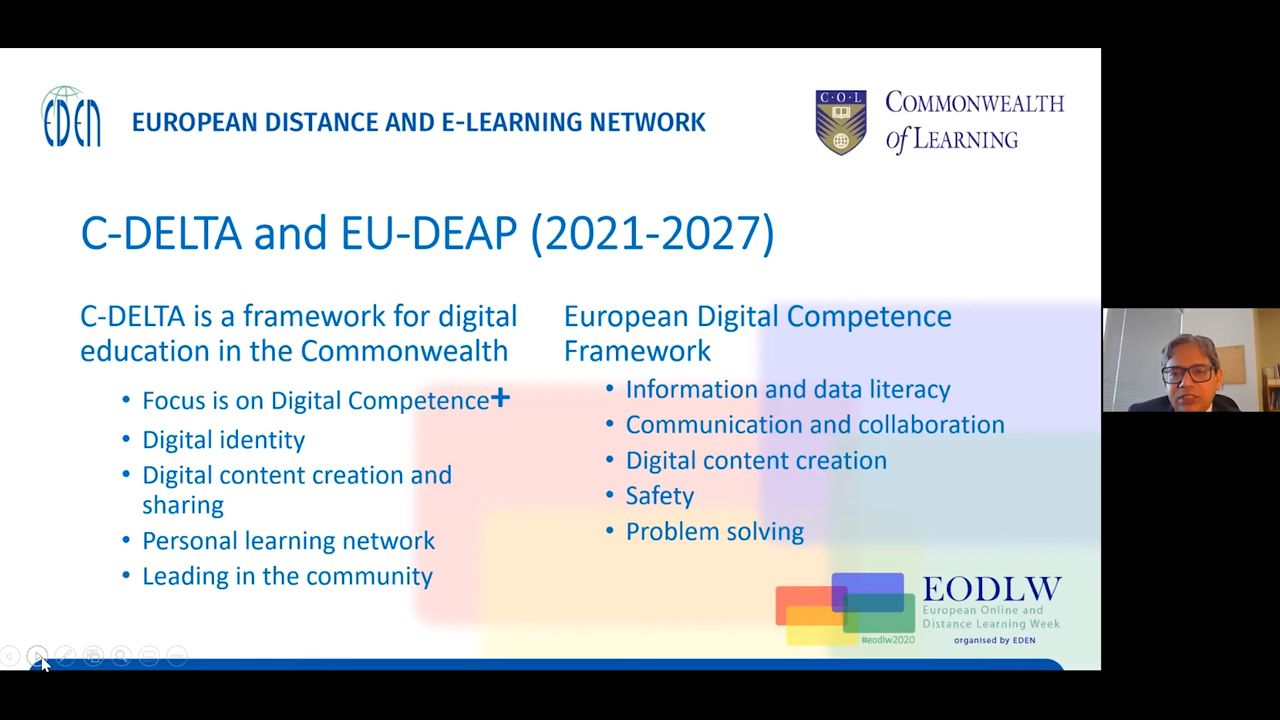 EDEN
EUROPEAN DISTANCE AND E-LEARNING NETWORK
C·O·L
COMMONWEALTH
of LEARNING
C-DELTA and EU-DEAP (2021-2027)
C-DELTA is a framework for digital
education in the Commonwealth
• Focus is on Digital Competence+
• Digital identity
• Digital content creation and
sharing
• Personal learning network
• Leading in the community
European Digital Competence
Framework
• Information and data literacy
• Communication and collaboration
• Digital content creation
• Safety
• Problem solving
EODLW
European Online and
Distance Learning Week
#eodlw2020
organised by EDEN